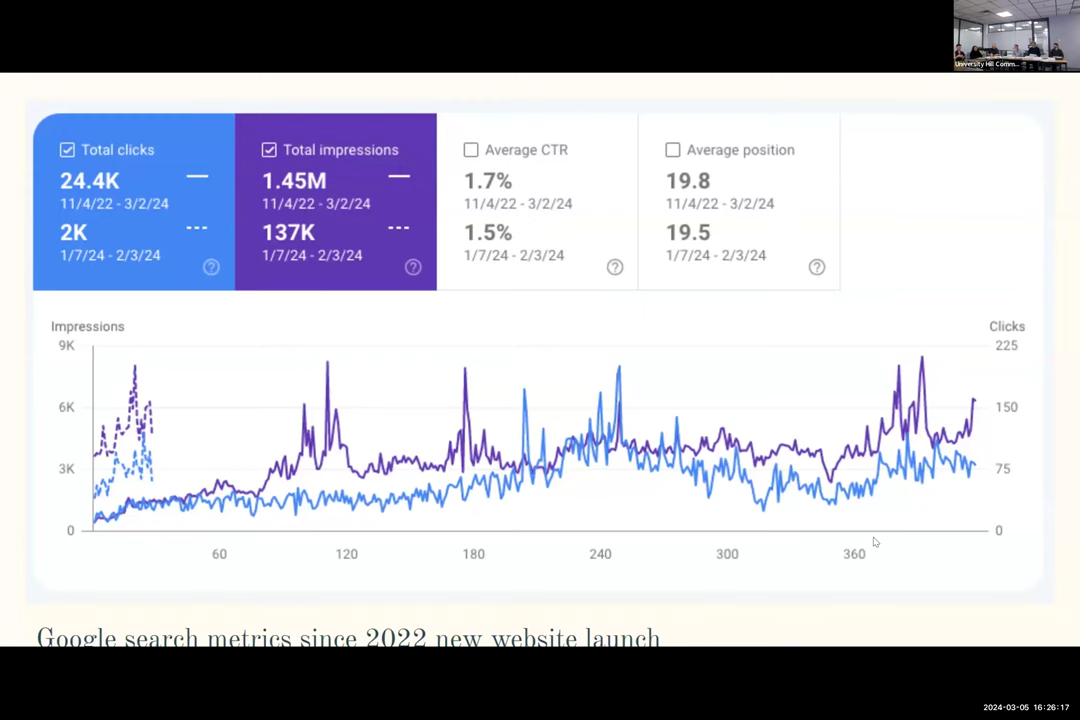 University Hill Comm...
Total clicks
24.4K
11/4/22 - 3/2/24
2K
1/7/24 - 2/3/24
Total impressions
1.45M
11/4/22 - 3/2/24
137K
1/7/24 - 2/3/24
Average CTR
1.7%
11/4/22 - 3/2/24
1.5%
1/7/24 - 2/3/24
Average position
19.8
11/4/22 - 3/2/24
19.5
1/7/24 - 2/3/24
Impressions
Clicks
9K
225
6K
150
3K
75
0
0
60 120 180 240 300 360
Google search metrics since 2022 new website launch
2024-03-05 16:26:17